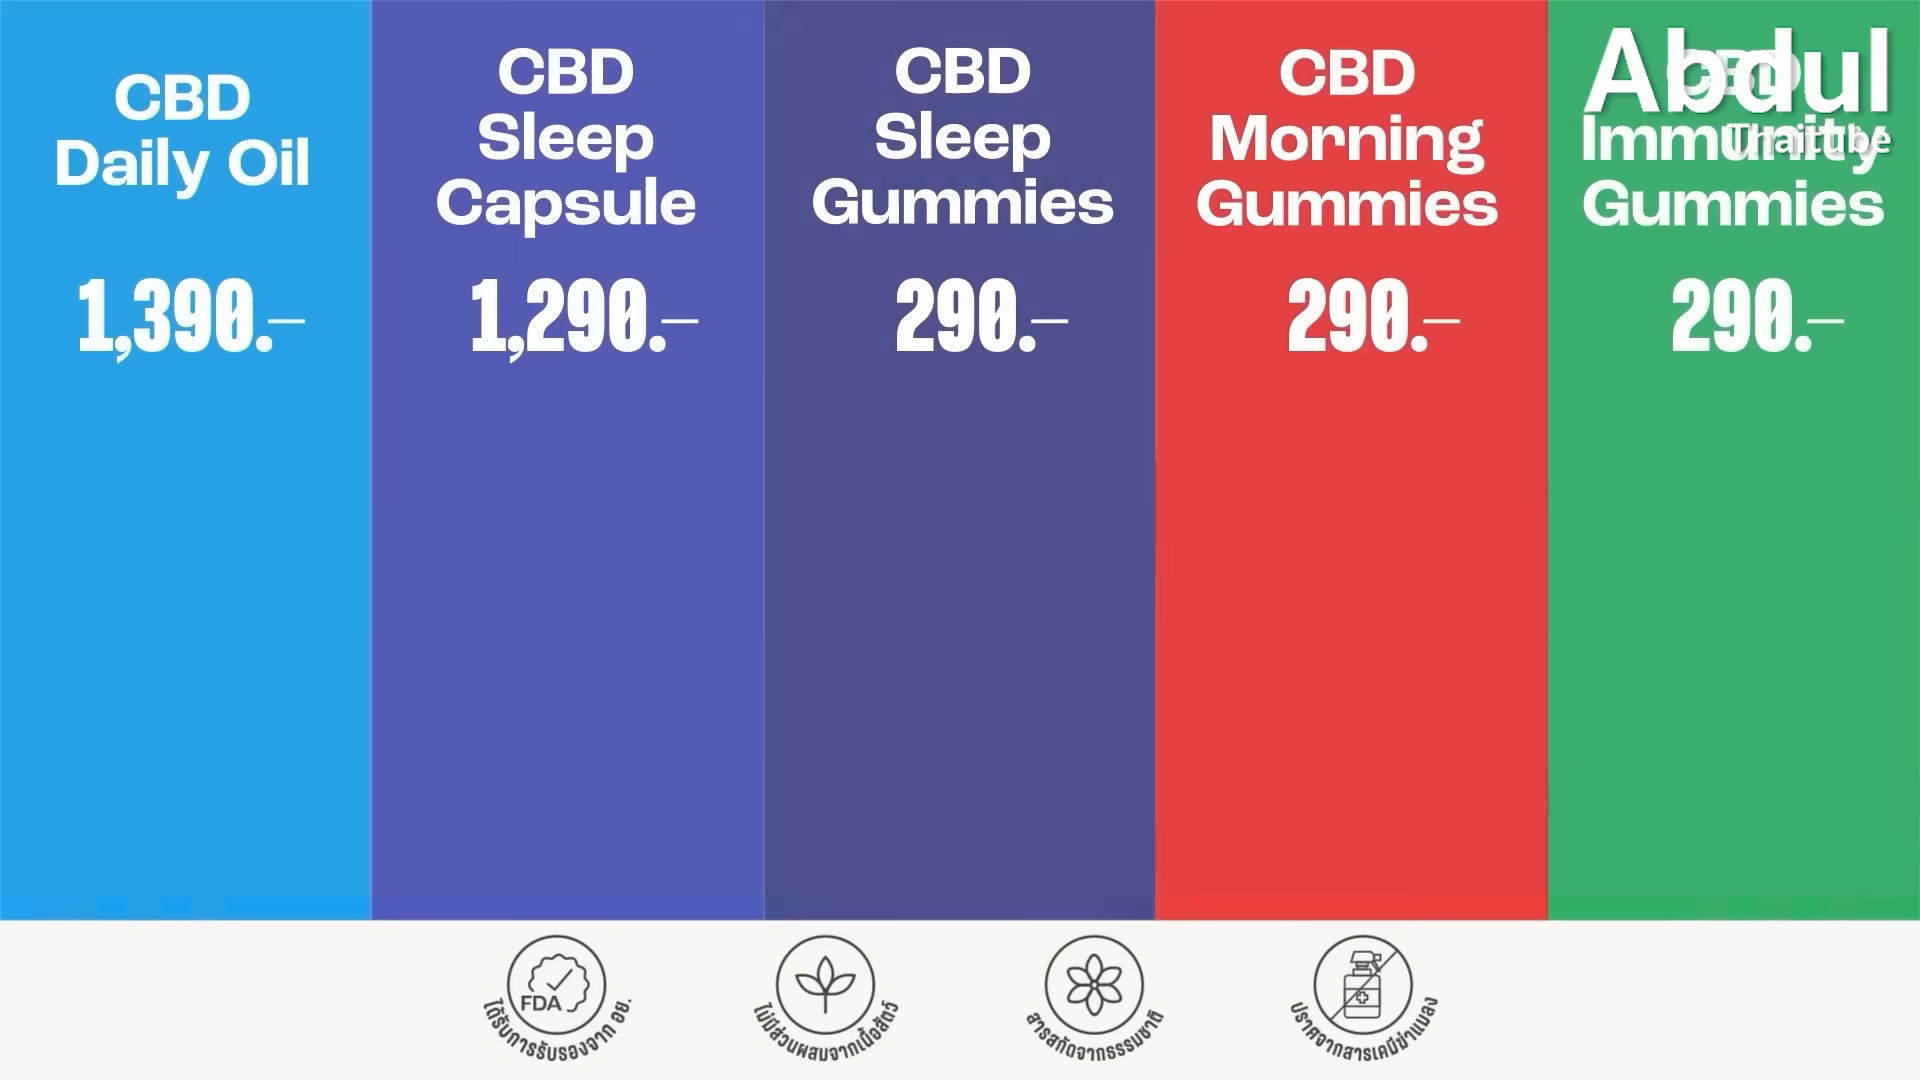 CBD
Daily Oil
1,390.–
CBD
Sleep
Capsule
1,290.–
CBD
Sleep
Gummies
290.–
CBD
Morning
Gummies
290.–
Abdul
Thaitube
CBD
Immunity
Gummies
290.–
FDA
ได้รับการรับรองจาก อย.
ไม่มีส่วนผสมจากเนื้อสัตว์
สารสกัดจากธรรมชาติ
ปราศจากสารเคมีฆ่าแมลง